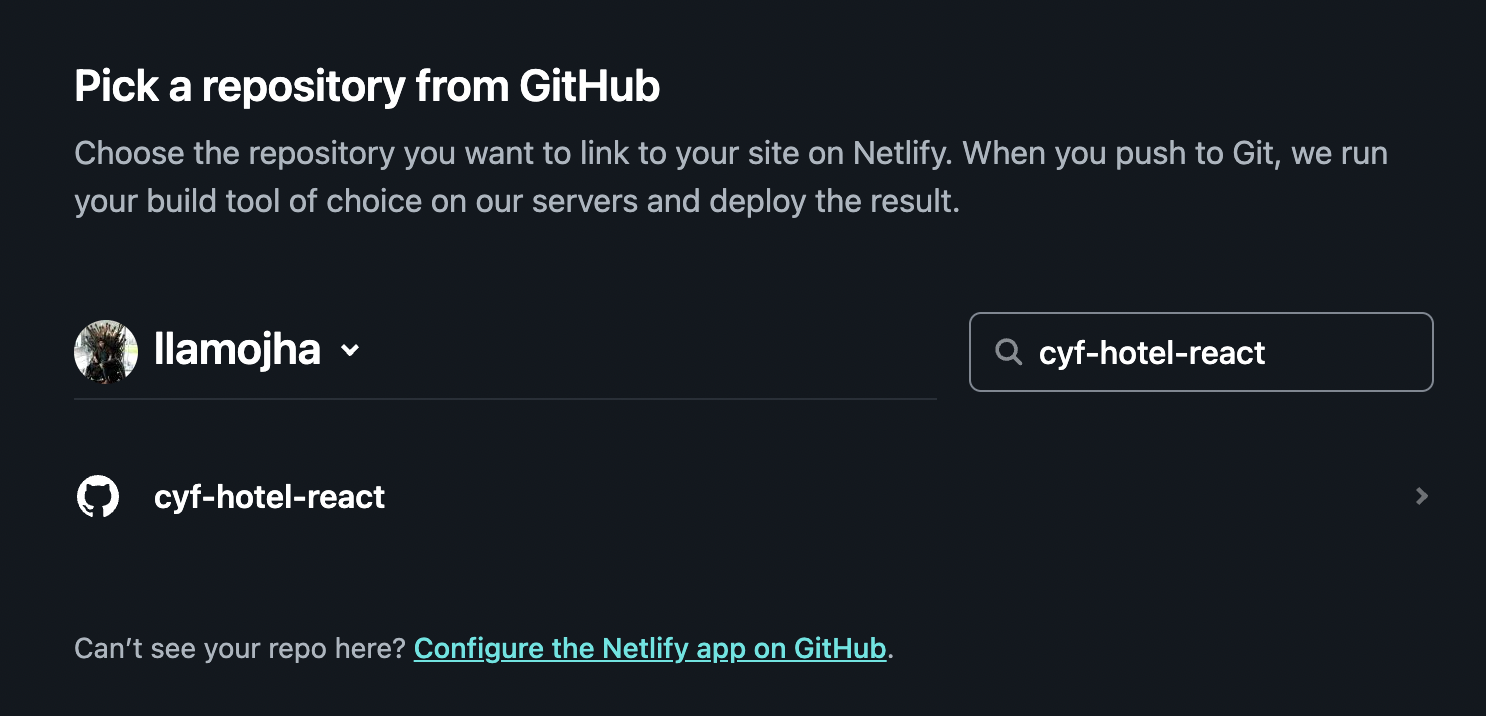 Pick a repository from GitHub
Choose the repository you want to link to your site on Netlify. When you push to Git, we run
your build tool of choice on our servers and deploy the result.
llamojha
cyf-hotel-react
cyf-hotel-react
Can’t see your repo here? Configure the Netlify app on GitHub.